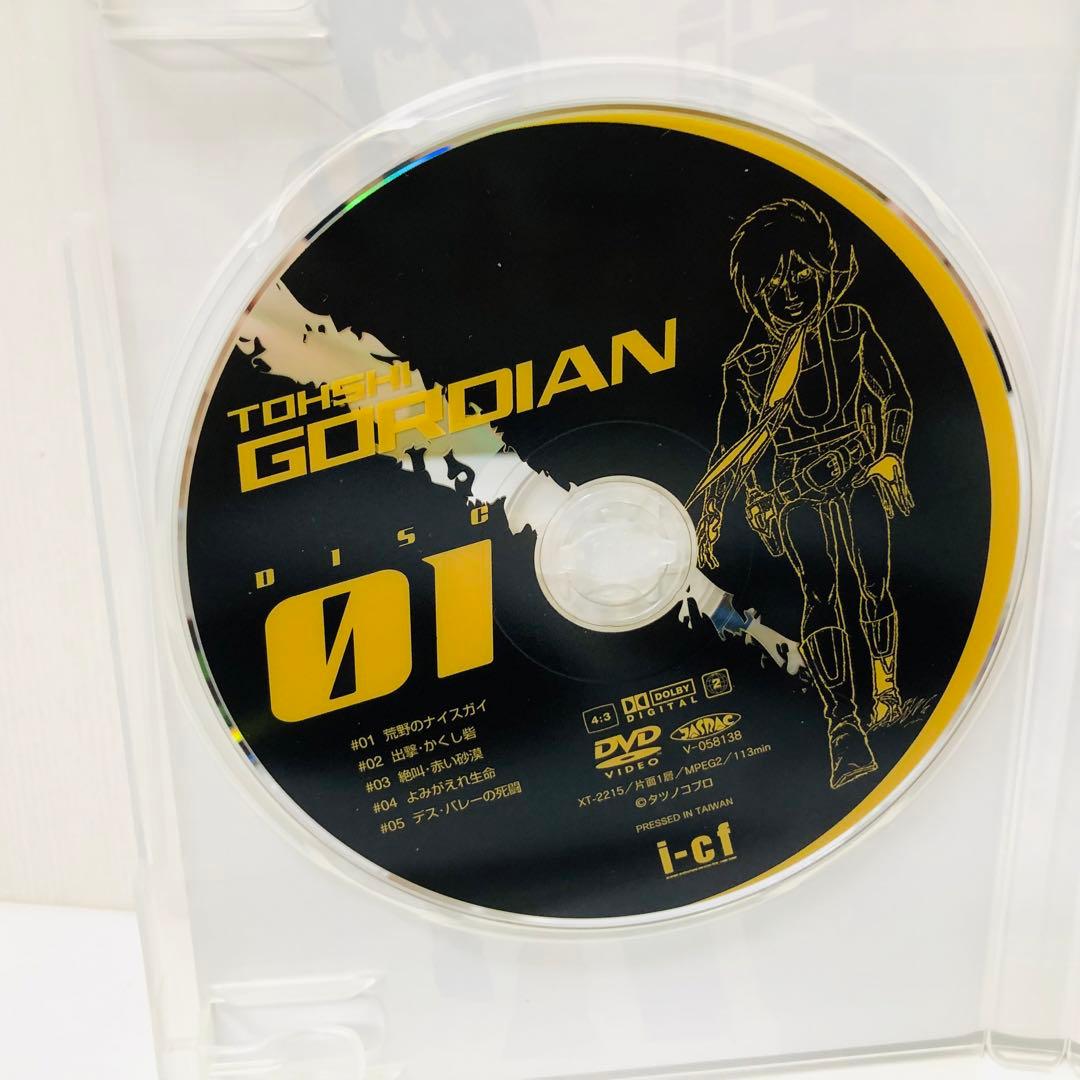 TOHSHI
GORDIAN
DISC
01
#01 荒野のナイスガイ
#02 出撃・かくし砦
#03 絶叫・赤い砂漠
#04 よみがえれ生命
#05 デス・バレーの死闘
4:3
DOLBY
DIGITAL
2
DVD
VIDEO
JASRAC
V-058138
XT-2215/片面1層/MPEG2/113min
©タツノコプロ
PRESSED IN TAIWAN
i-cf